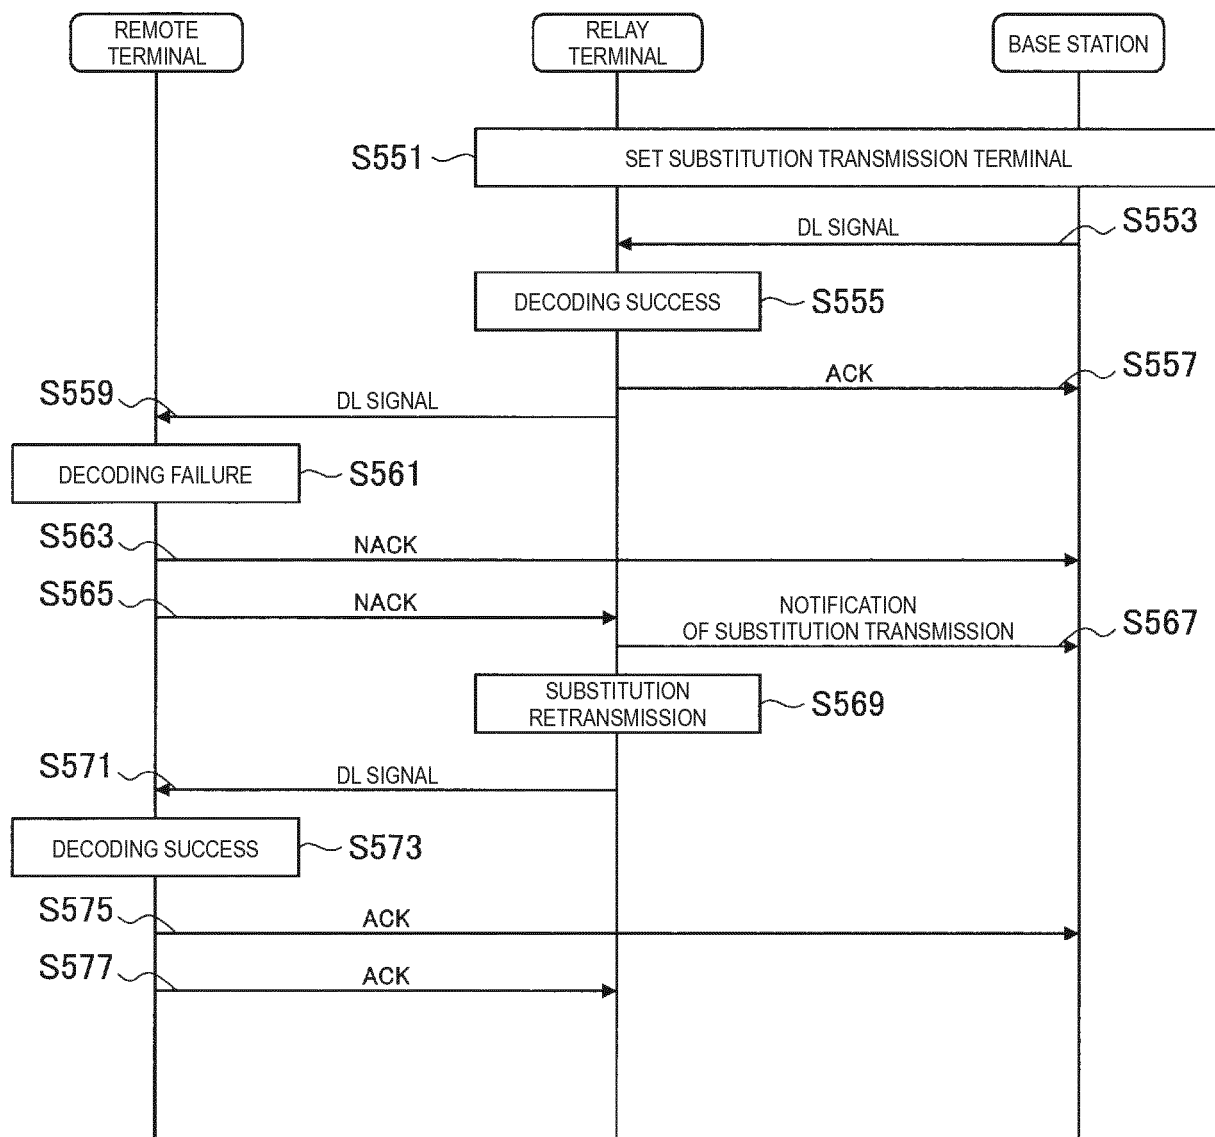 REMOTE
TERMINAL
RELAY
TERMINAL
BASE STATION
S551
SET SUBSTITUTION TRANSMISSION TERMINAL
DL SIGNAL
S553
DECODING SUCCESS
S555
ACK
S557
S559
DL SIGNAL
DECODING FAILURE
S561
S563
NACK
S565
NACK
NOTIFICATION
OF SUBSTITUTION TRANSMISSION
S567
SUBSTITUTION
RETRANSMISSION
S569
S571
DL SIGNAL
DECODING SUCCESS
S573
S575
ACK
S577
ACK